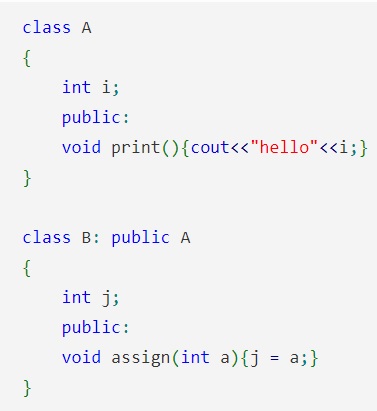 class A
{
    int i;
    public:
    void print(){cout<<"hello"<<i;}
}

class B: public A
{
    int j;
    public:
    void assign(int a){j = a;}
}